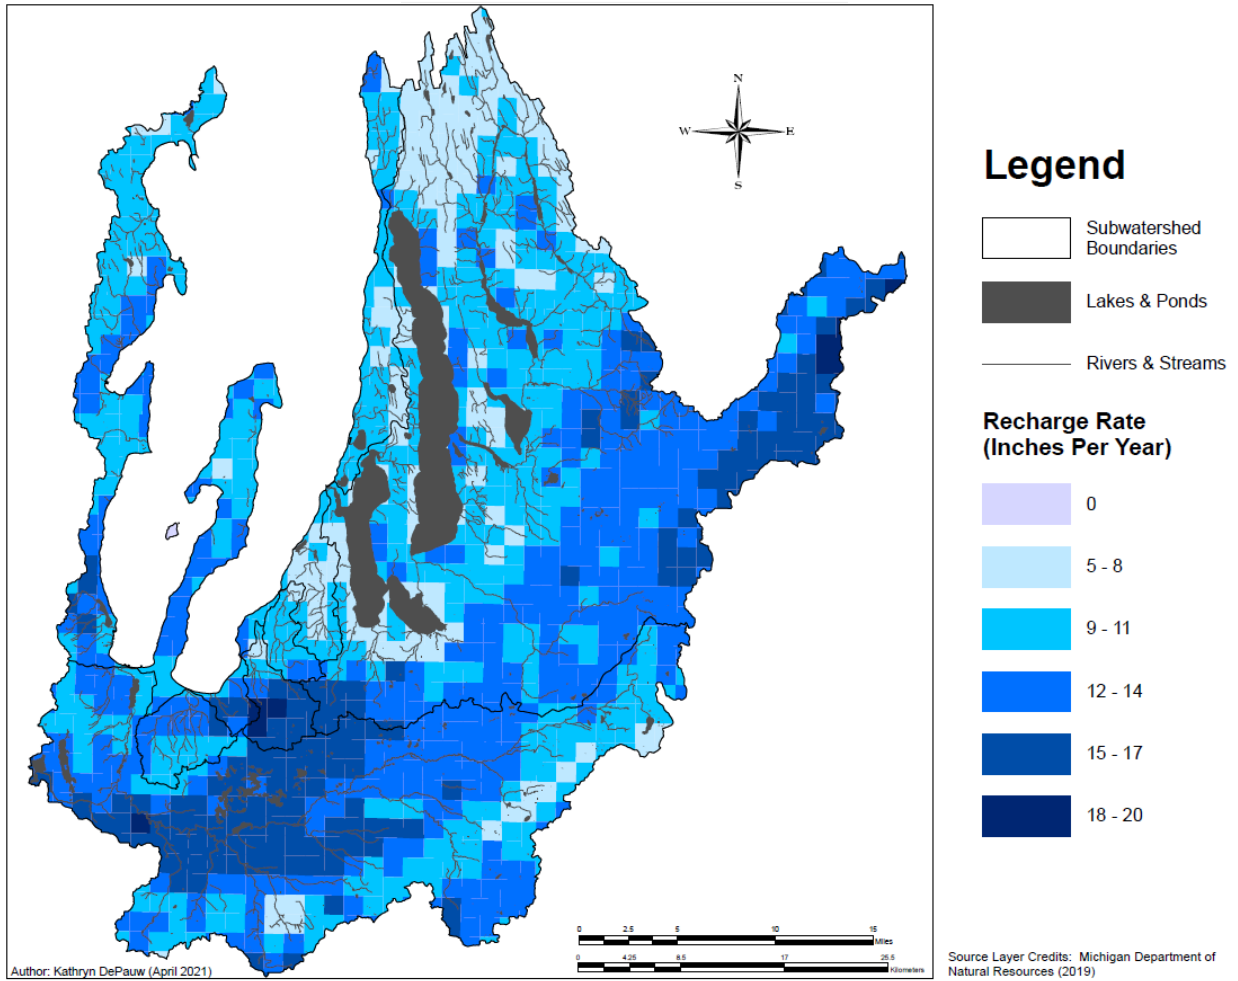 N
W
E
S
Legend
Subwatershed
Boundaries
Lakes & Ponds
Rivers & Streams
Recharge Rate
(Inches Per Year)
0
5 - 8
9 - 11
12 - 14
15 - 17
18 - 20
0 2.5 5 10 15
Miles
0 4.25 8.5 17 25.5
Kilometers
Author: Kathryn DePauw (April 2021)
Source Layer Credits: Michigan Department of
Natural Resources (2019)